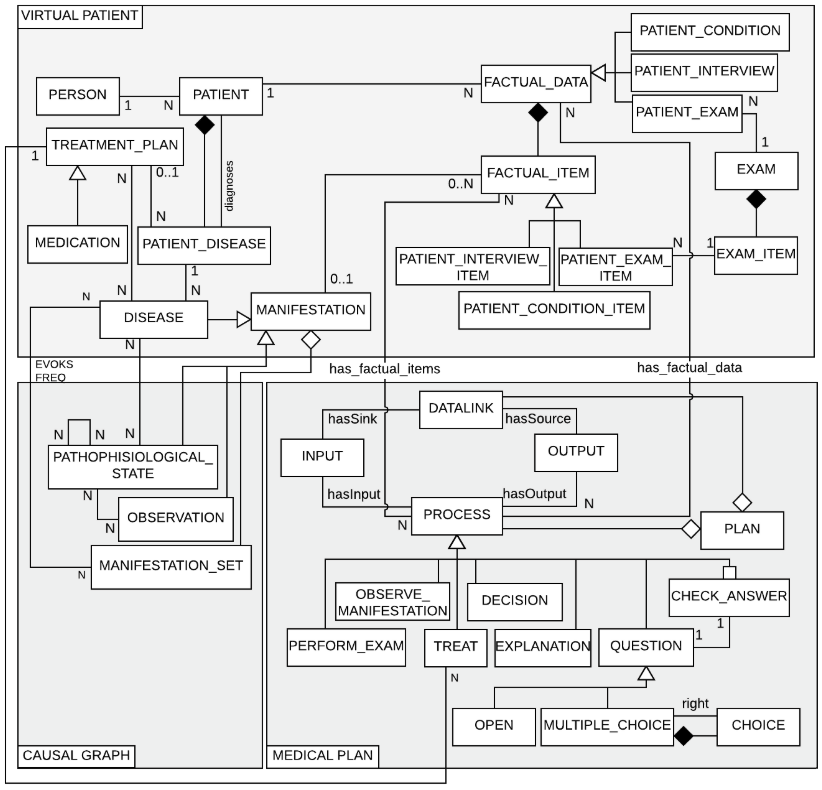 VIRTUAL PATIENT
PATIENT_CONDITION
PATIENT_INTERVIEW
PATIENT_EXAM
N
1
FACTUAL_DATA
N
N
PERSON
1
N
PATIENT
1
TREATMENT_PLAN
1
N
0..1
diagnoses
EXAM
FACTUAL_ITEM
0..N
N
N
MEDICATION
PATIENT_DISEASE
PATIENT_INTERVIEW_
ITEM
PATIENT_EXAM_
ITEM
N
1
EXAM_ITEM
1
0..1
N
N
N
DISEASE
MANIFESTATION
PATIENT_CONDITION_ITEM
N
EVOKS
FREQ
has_factual_items
has_factual_data
N
N
N
PATHOPHISIOLOGICAL_
STATE
N
OBSERVATION
N
MANIFESTATION_SET
N
CAUSAL GRAPH
DATALINK
hasSink
hasSource
INPUT
OUTPUT
hasInput
hasOutput
N
PROCESS
N
PLAN
OBSERVE_
MANIFESTATION
DECISION
CHECK_ANSWER
1
PERFORM_EXAM
TREAT
EXPLANATION
QUESTION
1
N
OPEN
MULTIPLE_CHOICE
right
CHOICE
MEDICAL PLAN